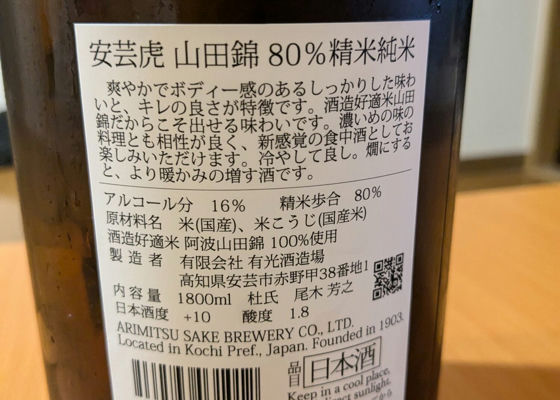 安芸虎 山田錦 80％精米純米
爽やかでボディー感のあるしっかりした味わ
いと、キレの良さが特徴です。酒造好適米山田
錦だからこそ出せる味わいです。濃いめの味の
料理とも相性が良く、新感覚の食中酒としてお
楽しみいただけます。冷やして良し。燗にする
と、より暖かみの増す酒です。
アルコール分 16％ 精米歩合 80％
原材料名 米(国産)、米こうじ(国産米)
酒造好適米 阿波山田錦 100％使用
製造者 有限会社 有光酒造場
高知県安芸市赤野甲38番地1
内容量 1800ml 杜氏 尾木 芳之
日本酒度 +10 酸度 1.8
ARIMITSU SAKE BREWERY CO., LTD.
Located in Kochi Pref., Japan. Founded in 1903.
品目 日本酒
Keep in a cool place,
direct sunlight.